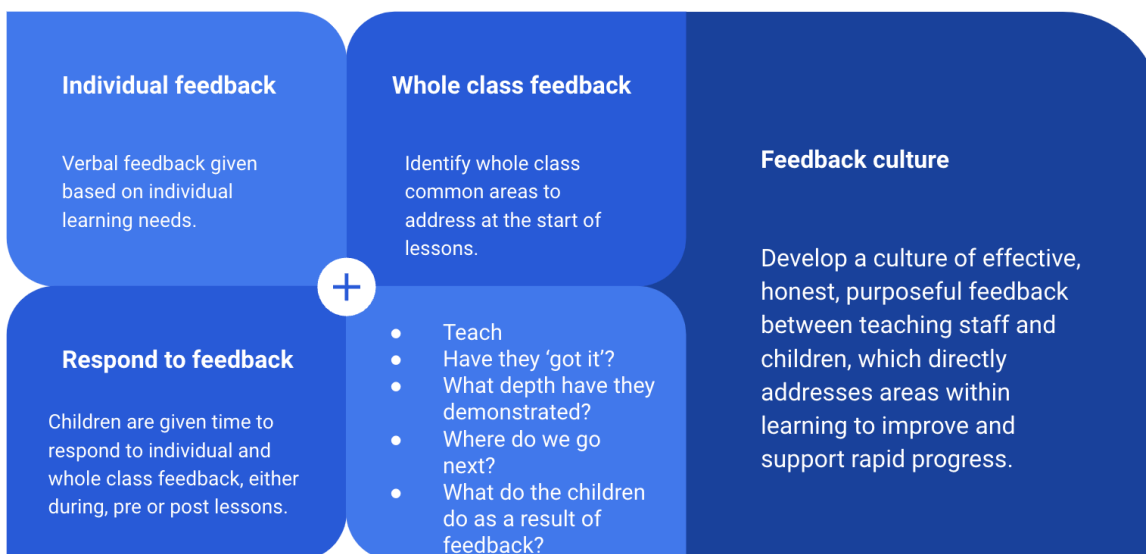 Individual feedback
Verbal feedback given
based on individual
learning needs.
Whole class feedback
Identify whole class
common areas to
address at the start of
lessons.
Respond to feedback
Children are given time to
respond to individual and
whole class feedback, either
during, pre or post lessons.
● Teach
● Have they ‘got it’?
● What depth have they
demonstrated?
● Where do we go
next?
● What do the children
do as a result of
feedback?
Feedback culture
Develop a culture of effective,
honest, purposeful feedback
between teaching staff and
children, which directly
addresses areas within
learning to improve and
support rapid progress.